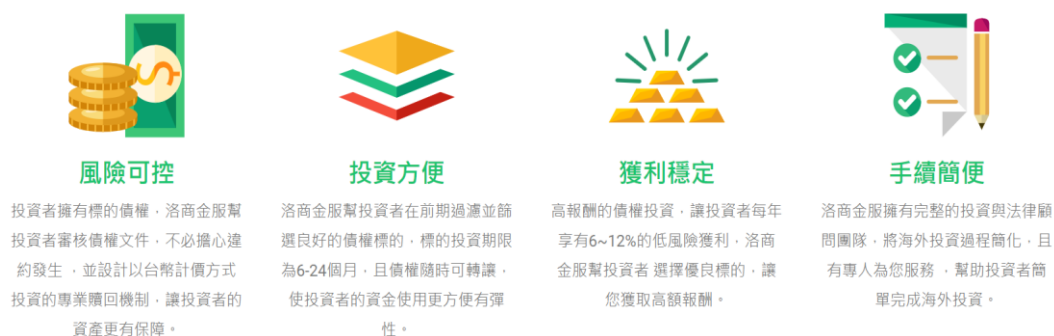 風險可控
投資者擁有標的債權，洛商金服幫
投資者審核債權文件，不必擔心違
約發生 ，並設計以台幣計價方式
投資的專業贖回機制，讓投資者的
資產更有保障。
投資方便
洛商金服幫投資者在前期過濾並篩
選良好的債權標的，標的投資期限
為6-24個月，且債權隨時可轉讓，
使投資者的資金使用更方便有彈
性。
獲利穩定
高報酬的債權投資，讓投資者每年
享有6~12%的低風險獲利，洛商
金服幫投資者 選擇優良標的，讓
您獲取高額報酬。
手續簡便
洛商金服擁有完整的投資與法律顧
問團隊，將海外投資過程簡化，且
有專人為您服務 ，幫助投資者簡
單完成海外投資。